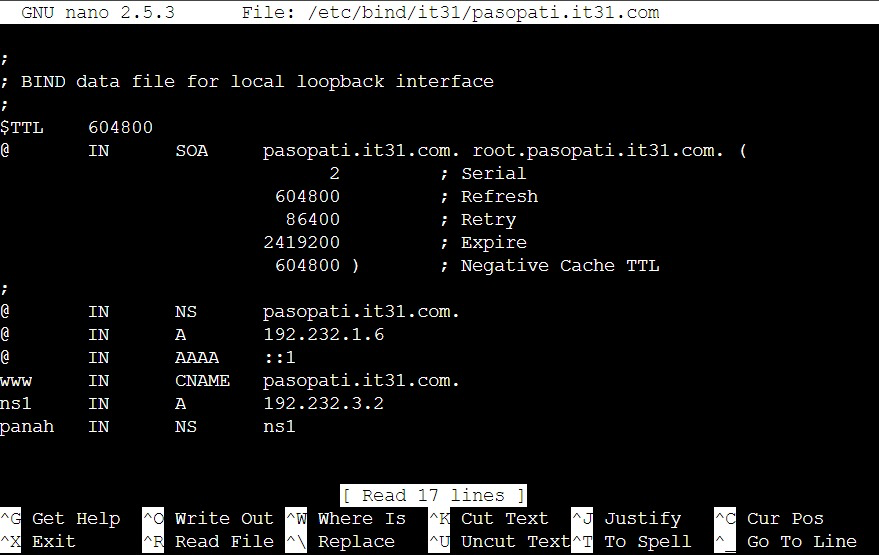 GNU nano 2.5.3 File: /etc/bind/it31/pasopati.it31.com
;
; BIND data file for local loopback interface
;
$TTL 604800
@ IN SOA pasopati.it31.com. root.pasopati.it31.com. (
2 ; Serial
604800 ; Refresh
86400 ; Retry
2419200 ; Expire
604800 ) ; Negative Cache TTL
;
@ IN NS pasopati.it31.com.
@ IN A 192.232.1.6
@ IN AAAA ::1
www IN CNAME pasopati.it31.com.
ns1 IN A 192.232.3.2
panah IN NS ns1
[ Read 17 lines ]
^G Get Help ^O Write Out ^W Where Is ^K Cut Text ^J Justify ^C Cur Pos
^X Exit ^R Read File ^\ Replace ^U Uncut Text ^T To Spell ^_ Go To Line